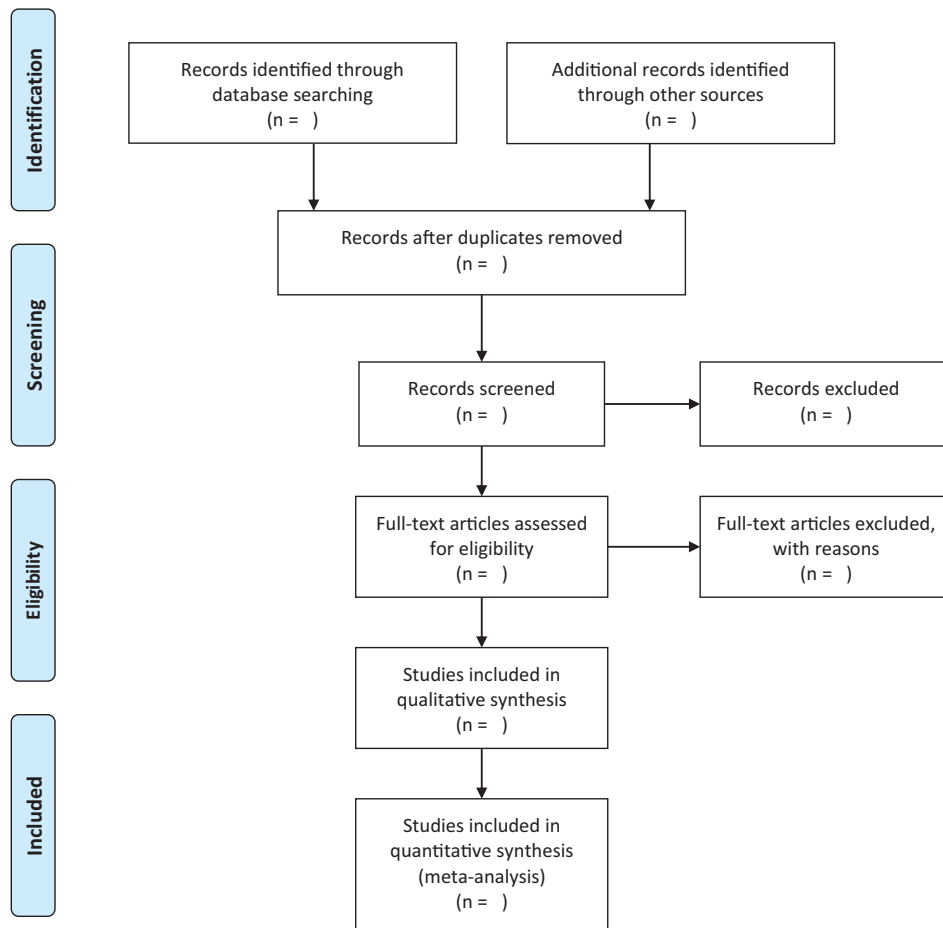 Identification
Records identified through
database searching
(n =   )
Additional records identified
through other sources
(n =   )
Records after duplicates removed
(n =   )
Screening
Records screened
(n =   )
Records excluded
(n =   )
Eligibility
Full-text articles assessed
for eligibility
(n =   )
Full-text articles excluded,
with reasons
(n =   )
Studies included in
qualitative synthesis
(n =   )
Included
Studies included in
quantitative synthesis
(meta-analysis)
(n =   )